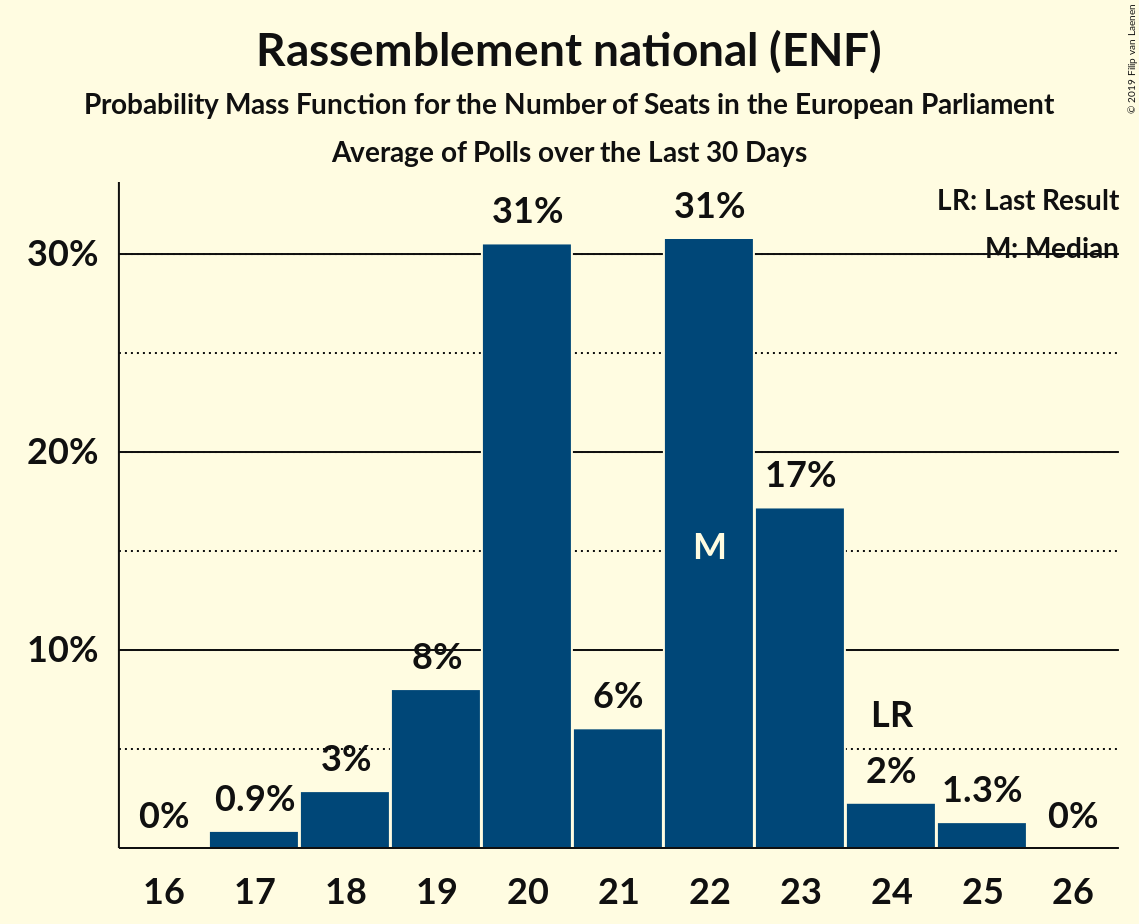 Rassemblement national (ENF)
Probability Mass Function for the Number of Seats in the European Parliament
Average of Polls over the Last 30 Days
© 2019 Filip van Laenen
LR: Last Result
M: Median
30%
20%
10%
0%
0.9%
3%
8%
31%
6%
31%
M
17%
LR
2%
1.3%
0%
16 17 18 19 20 21 22 23 24 25 26